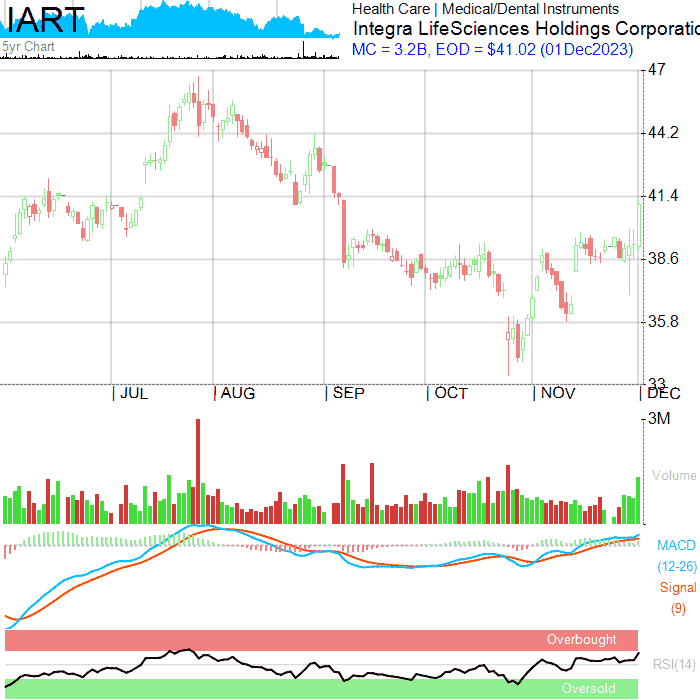 IART
5yr Chart
Health Care | Medical/Dental Instruments
Integra LifeSciences Holdings Corporatio
MC = 3.2B, EOD = $41.02 (01Dec2023)
47
44.2
41.4
38.6
35.8
33
| JUL | AUG | SEP | OCT | NOV | DEC
3M
Volume
MACD
(12-26)
Signal
(9)
Overbought
RSI(14)
Oversold